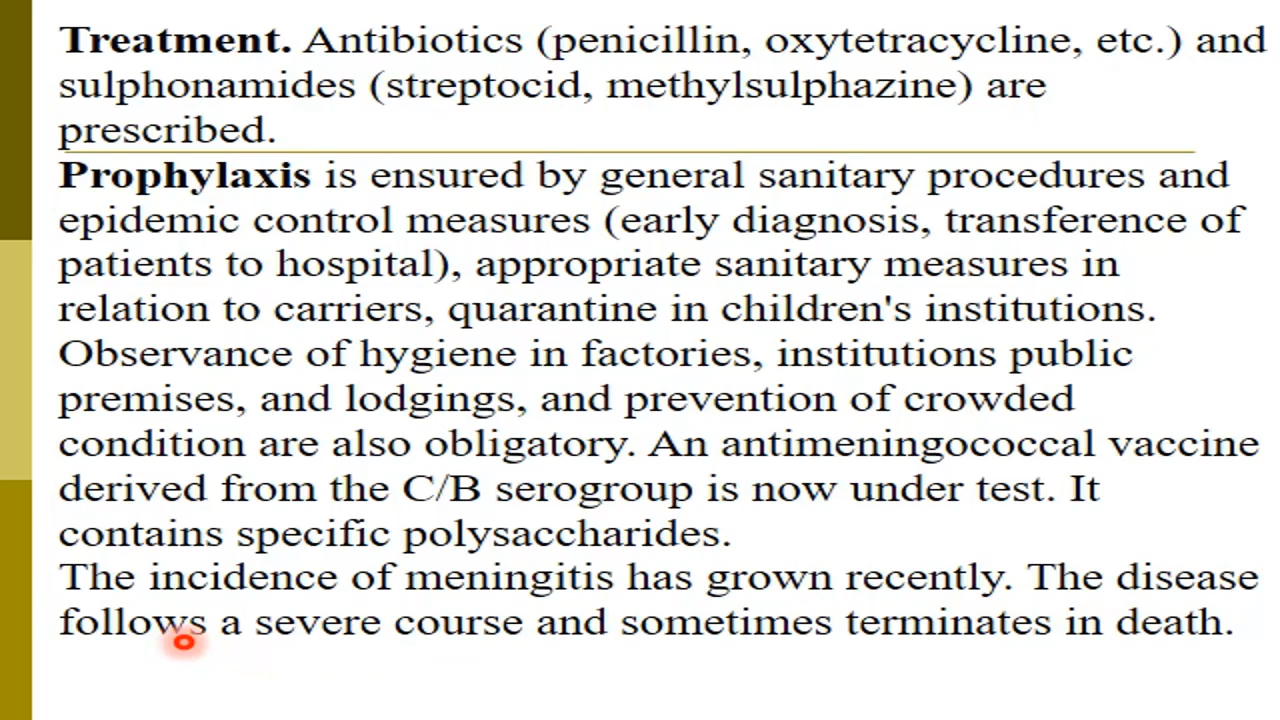 Treatment. Antibiotics (penicillin, oxytetracycline, etc.) and
sulphonamides (streptocid, methylsulphazine) are
prescribed.
Prophylaxis is ensured by general sanitary procedures and
epidemic control measures (early diagnosis, transference of
patients to hospital), appropriate sanitary measures in
relation to carriers, quarantine in children's institutions.
Observance of hygiene in factories, institutions public
premises, and lodgings, and prevention of crowded
condition are also obligatory. An antimeningococcal vaccine
derived from the C/B serogroup is now under test. It
contains specific polysaccharides.
The incidence of meningitis has grown recently. The disease
follows a severe course and sometimes terminates in death.